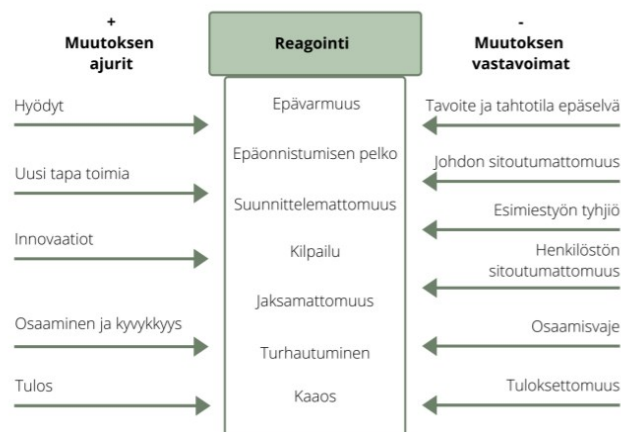 +
Muutoksen
ajurit
Hyödyt
Uusi tapa toimia
Innovaatiot
Osaaminen ja kyvykkyys
Tulos
Reagointi
Epävarmuus
Epäonnistumisen pelko
Suunnittelemattomuus
Kilpailu
Jaksamattomuus
Turhautuminen
Kaaos
-
Muutoksen
vastavoimat
Tavoite ja tahtotila epäselvä
Johdon sitoutumattomuus
Esimiestyön tyhjiö
Henkilöstön
sitoutumattomuus
Osaamisvaje
Tuloksettomuus